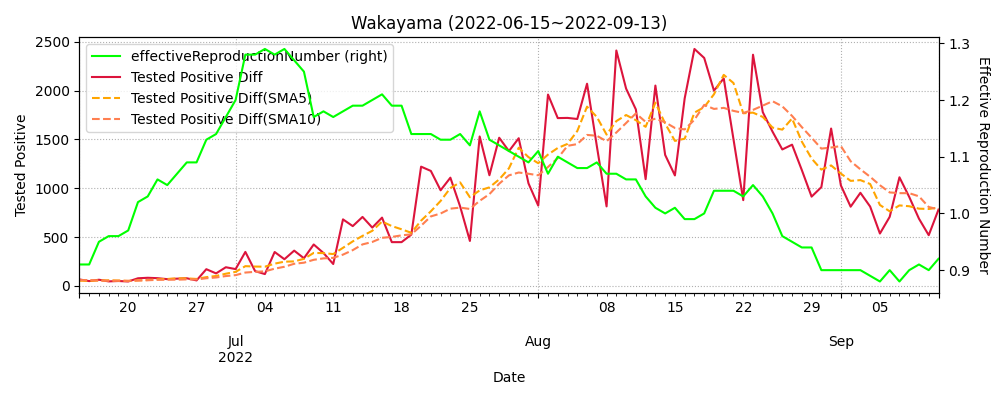 Wakayama (2022-06-15~2022-09-13)
effectiveReproductionNumber (right)
Tested Positive Diff
Tested Positive Diff(SMA5)
Tested Positive Diff(SMA10)
Tested Positive
2500
2000
1500
1000
500
0
1.3
1.2
1.1
1.0
0.9
Effective Reproduction Number
20 27 04 11 18 25 08 15 22 29 05
Jul Aug Sep
2022
Date